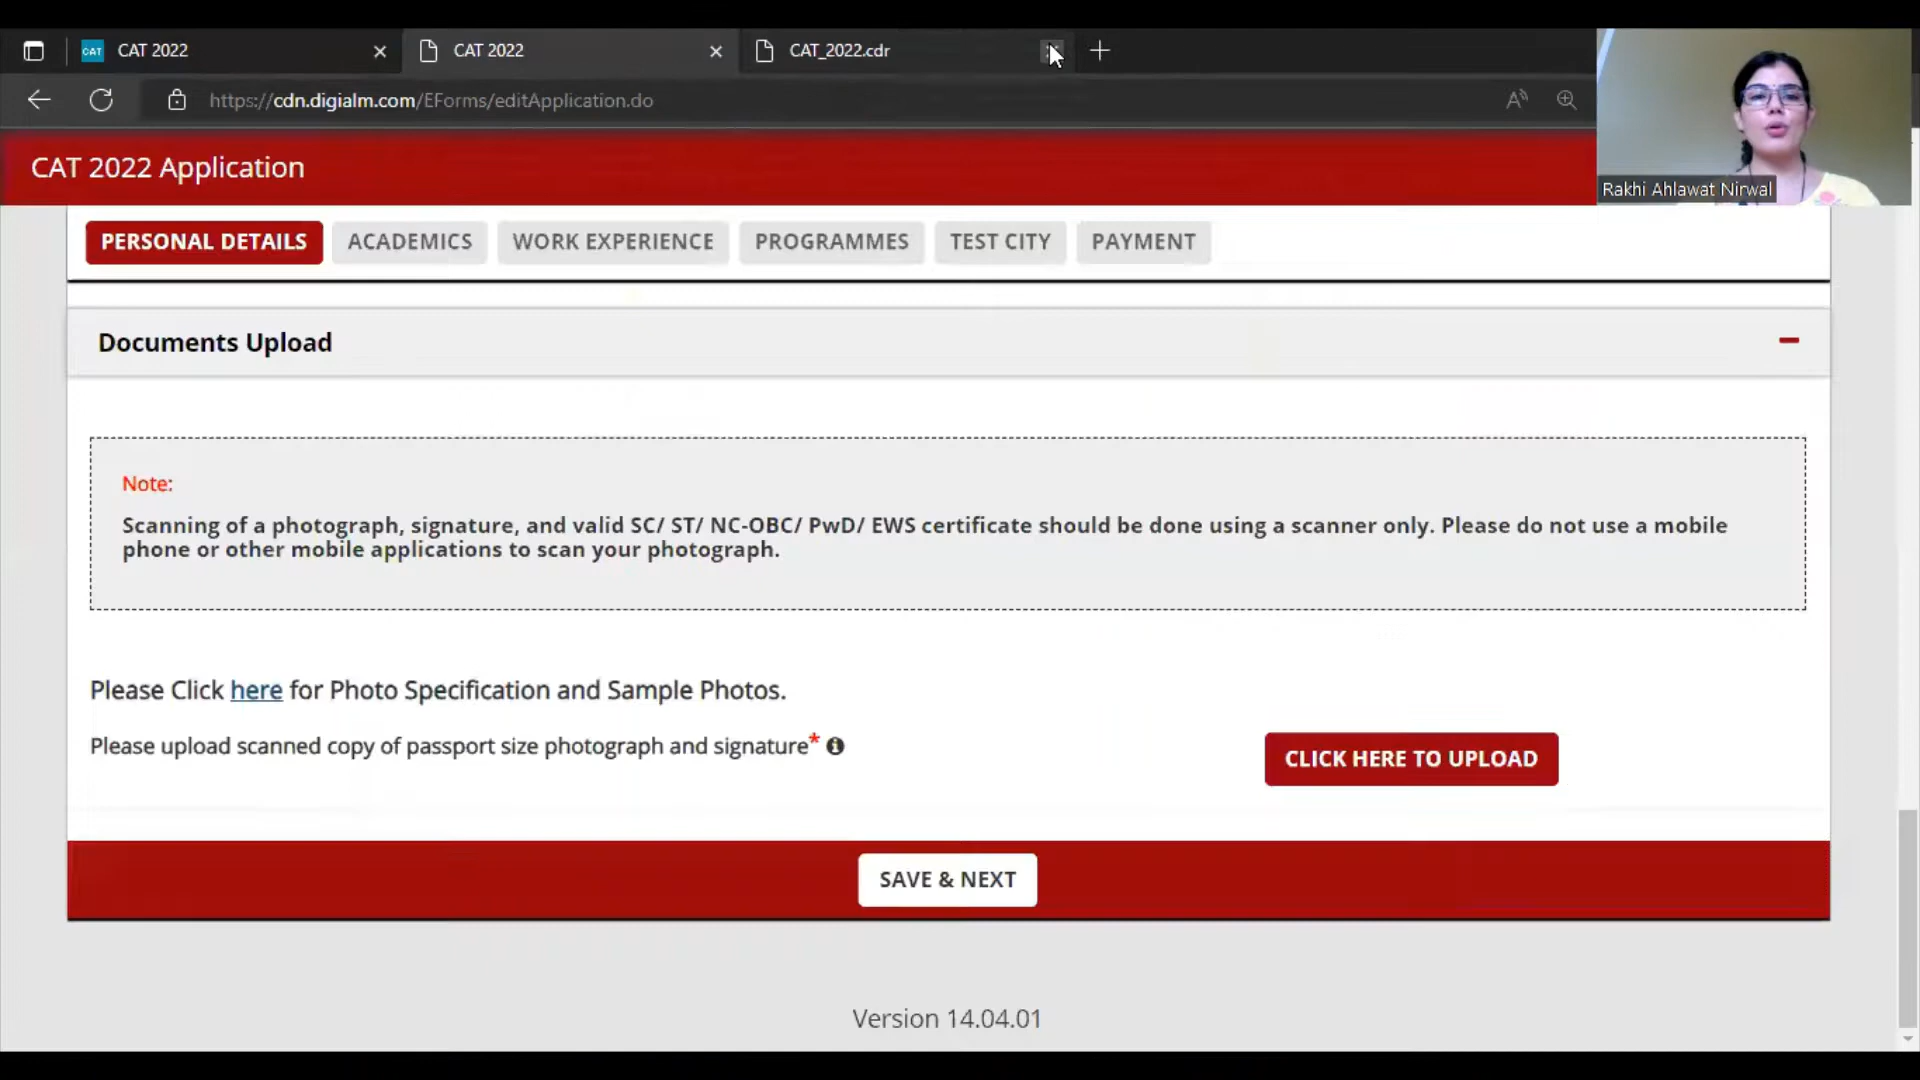 CAT CAT 2022
CAT 2022
CAT_2022.cdr
https://cdn.digialm.com/EForms/editApplication.do
CAT 2022 Application
Rakhi Ahlawat Nirwal
PERSONAL DETAILS
ACADEMICS
WORK EXPERIENCE
PROGRAMMES
TEST CITY
PAYMENT
Documents Upload
Note:
Scanning of a photograph, signature, and valid SC/ ST/ NC-OBC/ PwD/ EWS certificate should be done using a scanner only. Please do not use a mobile
phone or other mobile applications to scan your photograph.
Please Click here for Photo Specification and Sample Photos.
Please upload scanned copy of passport size photograph and signature*
CLICK HERE TO UPLOAD
SAVE & NEXT
Version 14.04.01